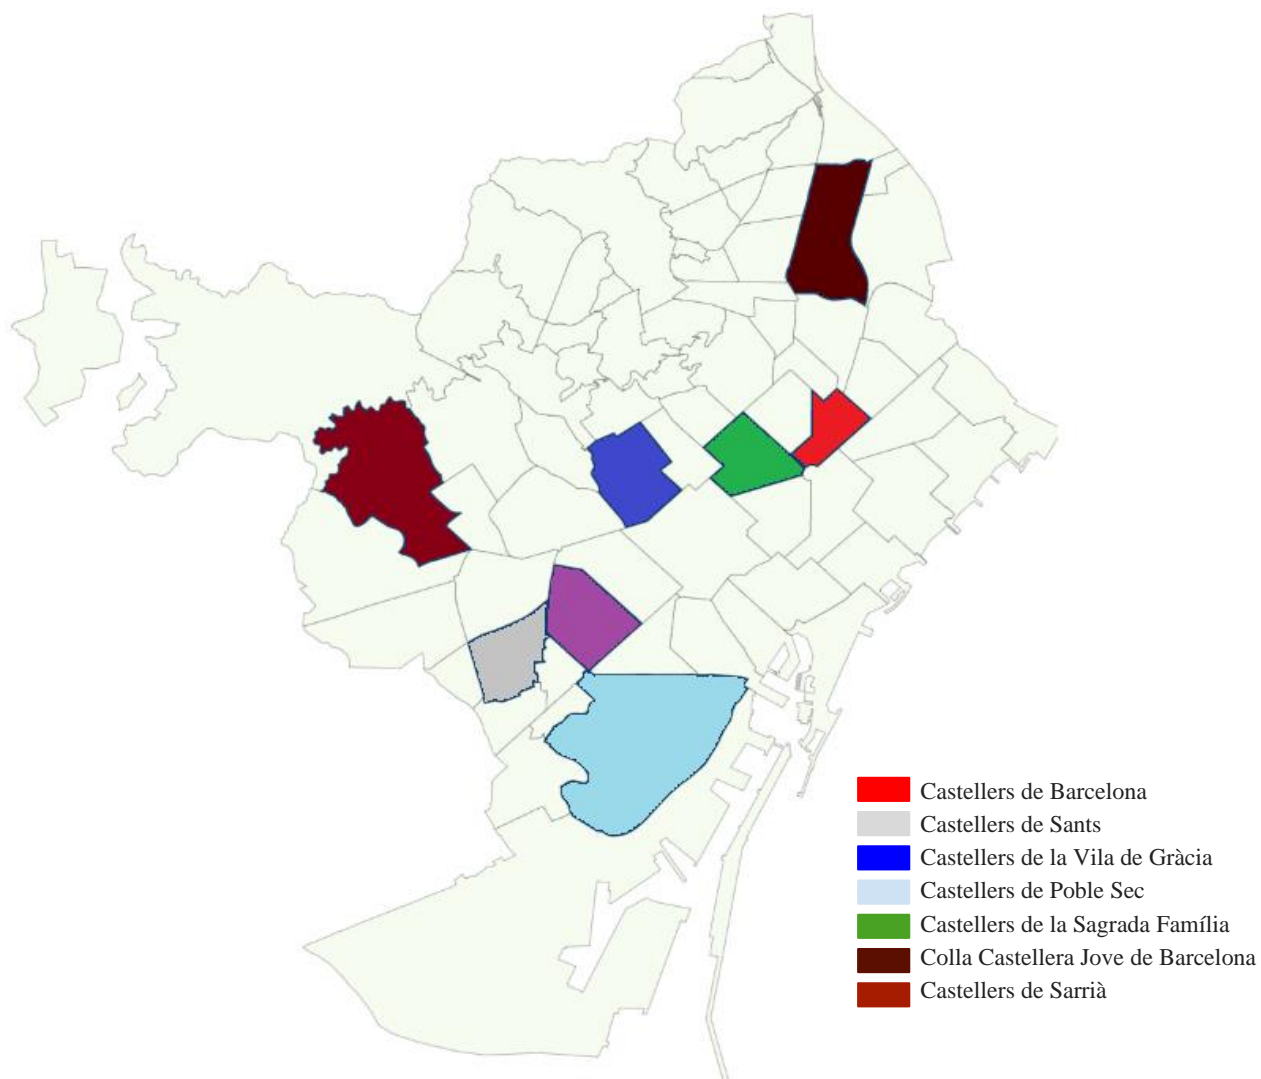 Castellers de Barcelona
Castellers de Sants
Castellers de la Vila de Gràcia
Castellers de Poble Sec
Castellers de la Sagrada Família
Colla Castellera Jove de Barcelona
Castellers de Sarrià